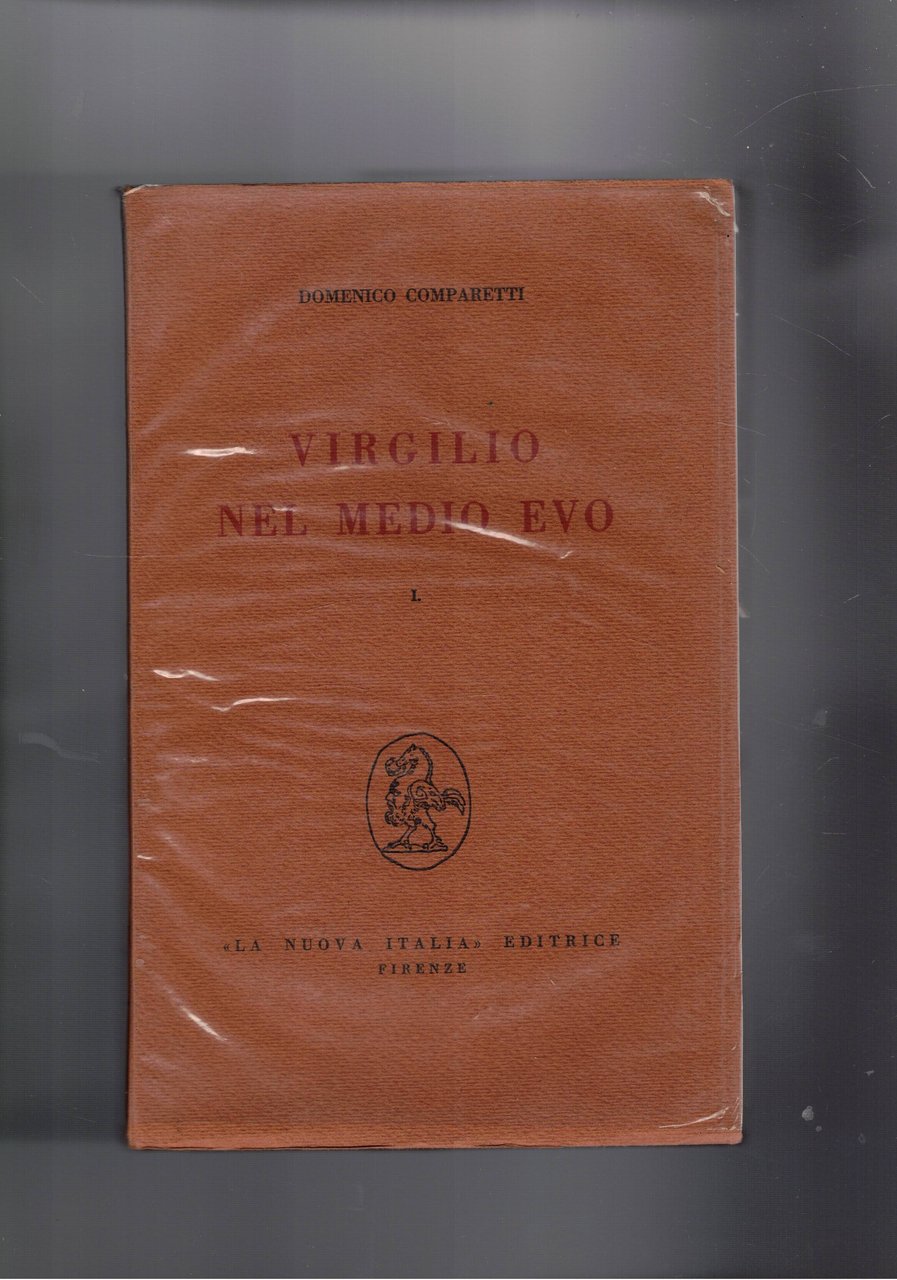 DOMENICO COMPARETTI
VIRGILIO
NEL MEDIO EVO
I.
«LA NUOVA ITALIA» EDITRICE
FIRENZE